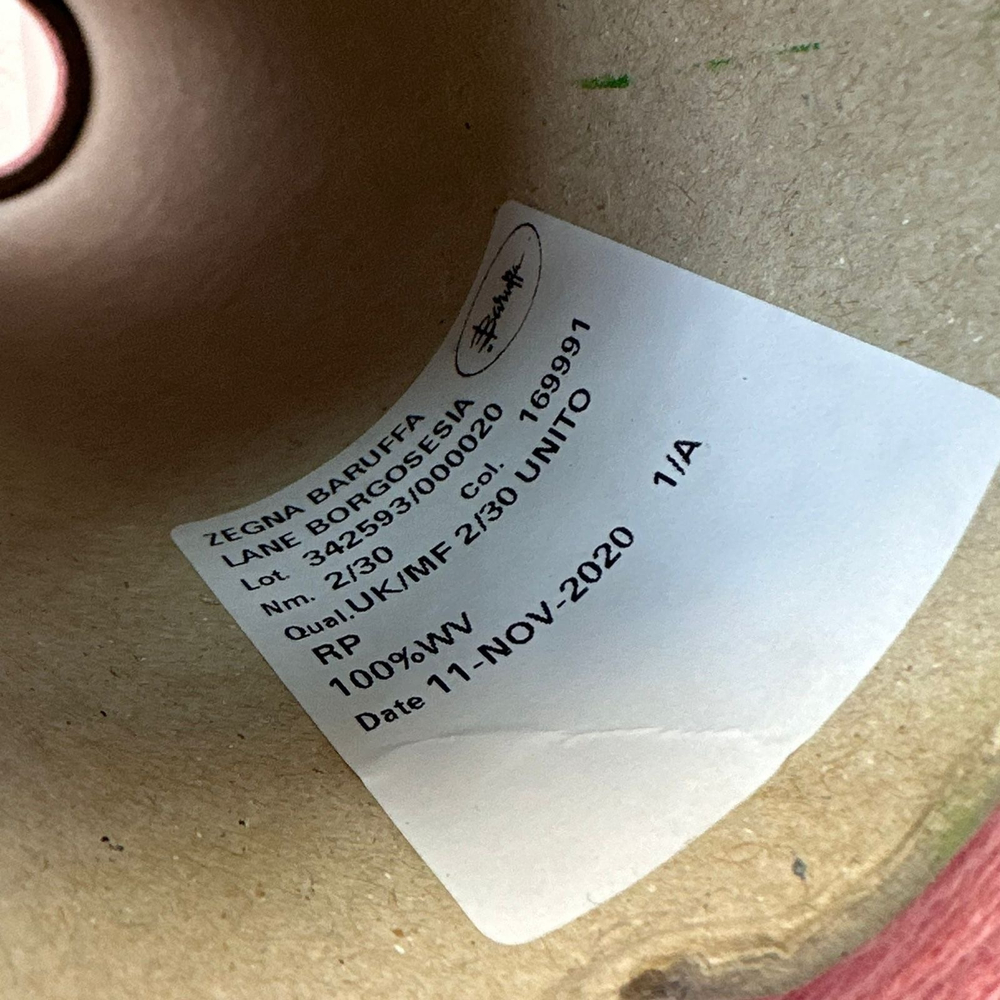 Baruffa
ZEGNA BARUFFA
LANE BORGOSESIA
Lot. 342593/000020 Col. 169991
Nm. 2/30
Qual.UK/MF 2/30 UNITO
RP
100%WV 1/A
Date 11-NOV-2020